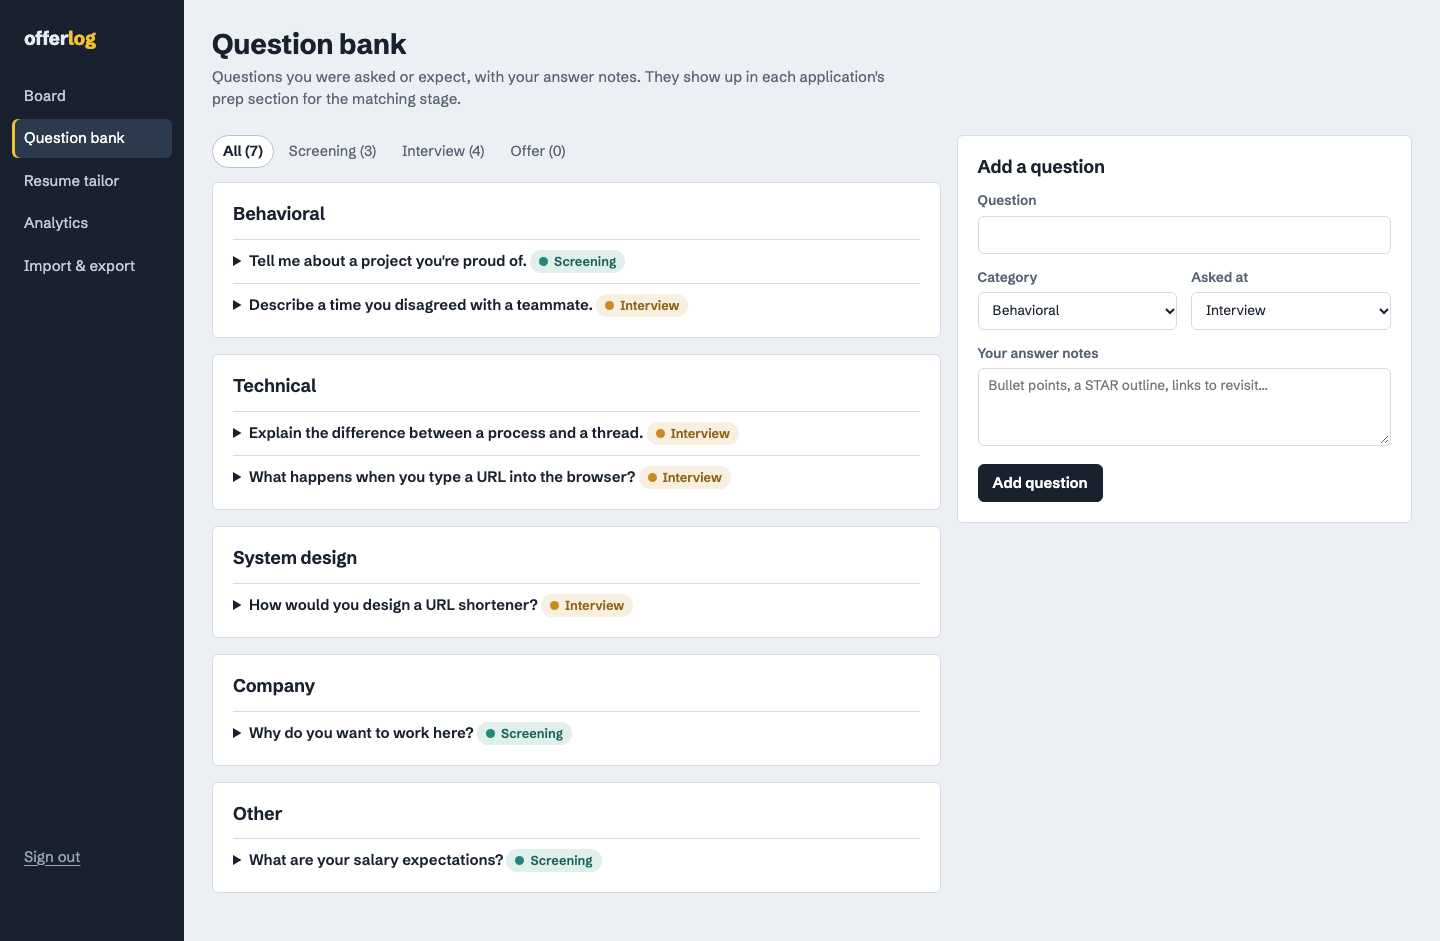 offerlog
Board
Question bank
Resume tailor
Analytics
Import & export
Sign out
Question bank
Questions you were asked or expect, with your answer notes. They show up in each application's
prep section for the matching stage.
All (7) Screening (3) Interview (4) Offer (0)
Behavioral
Tell me about a project you're proud of. Screening
Describe a time you disagreed with a teammate. Interview
Technical
Explain the difference between a process and a thread. Interview
What happens when you type a URL into the browser? Interview
System design
How would you design a URL shortener? Interview
Company
Why do you want to work here? Screening
Other
What are your salary expectations? Screening
Add a question
Question
Category Asked at
Behavioral Interview
Your answer notes
Bullet points, a STAR outline, links to revisit...
Add question